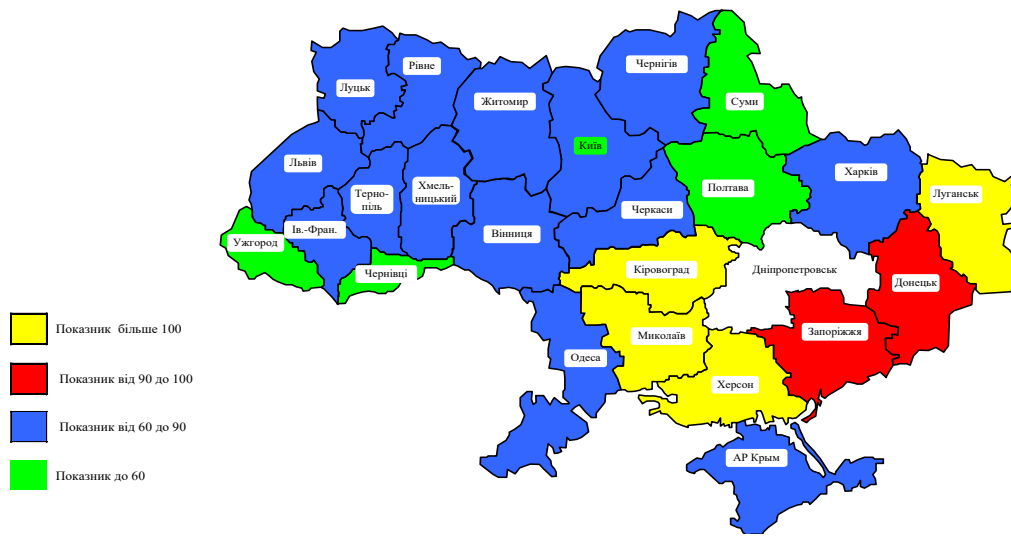 Чернігів
Рівне
Луцьк
Житомир
Суми
Київ
Львів
Харків
Хмель-
ницький
Полтава
Луганськ
Терно-
піль
Черкаси
Ів.-Фран.
Вінниця
Ужгород
Чернівці
Кіровоград
Дніпропетровськ
Донецьк
Показник більше 100
Миколаїв
Запоріжжя
Одеса
Показник від 90 до 100
Херсон
Показник від 60 до 90
АР Крым
Показник до 60